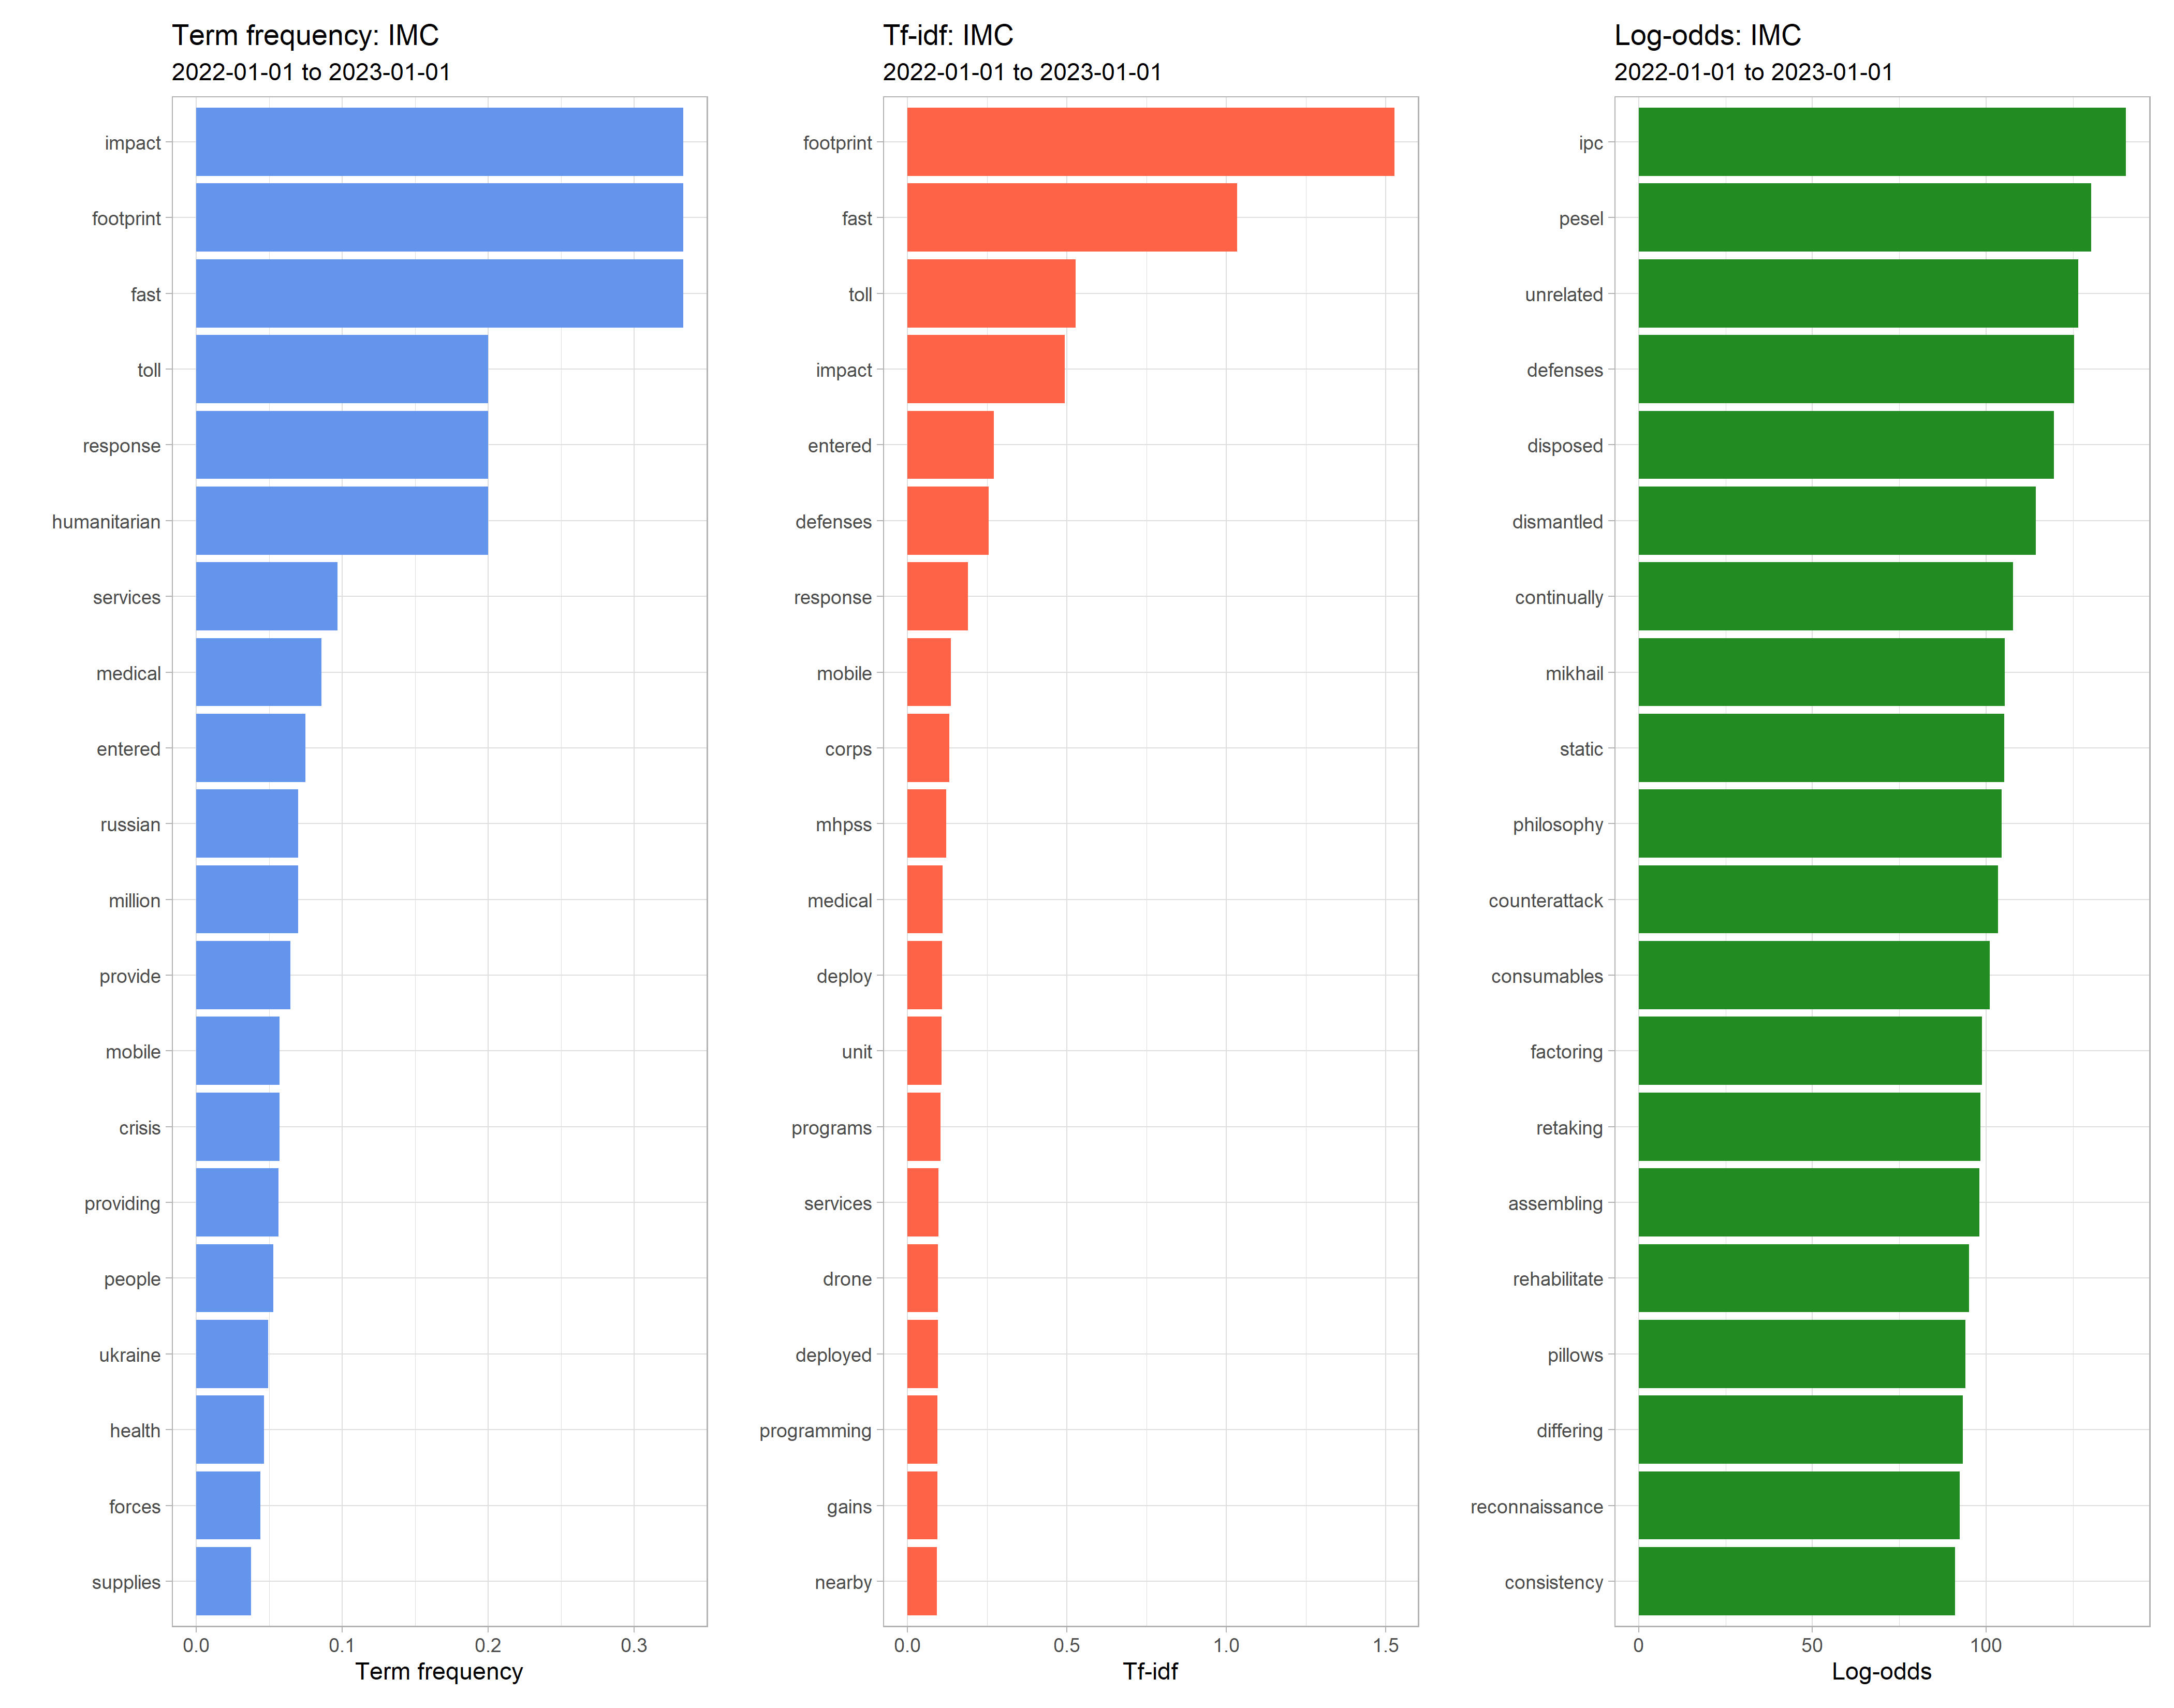 Term frequency: IMC
2022-01-01 to 2023-01-01
impact
footprint
fast
toll
response
humanitarian
services
medical
entered
russian
million
provide
mobile
crisis
providing
people
ukraine
health
forces
supplies
0.0 0.1 0.2 0.3
Term frequency
Tf-idf: IMC
2022-01-01 to 2023-01-01
footprint
fast
toll
impact
entered
defenses
response
mobile
corps
mhpss
medical
deploy
unit
programs
services
drone
deployed
programming
gains
nearby
0.0 0.5 1.0 1.5
Tf-idf
Log-odds: IMC
2022-01-01 to 2023-01-01
ipc
pesel
unrelated
defenses
disposed
dismantled
continually
mikhail
static
philosophy
counterattack
consumables
factoring
retaking
assembling
rehabilitate
pillows
differing
reconnaissance
consistency
0 50 100
Log-odds